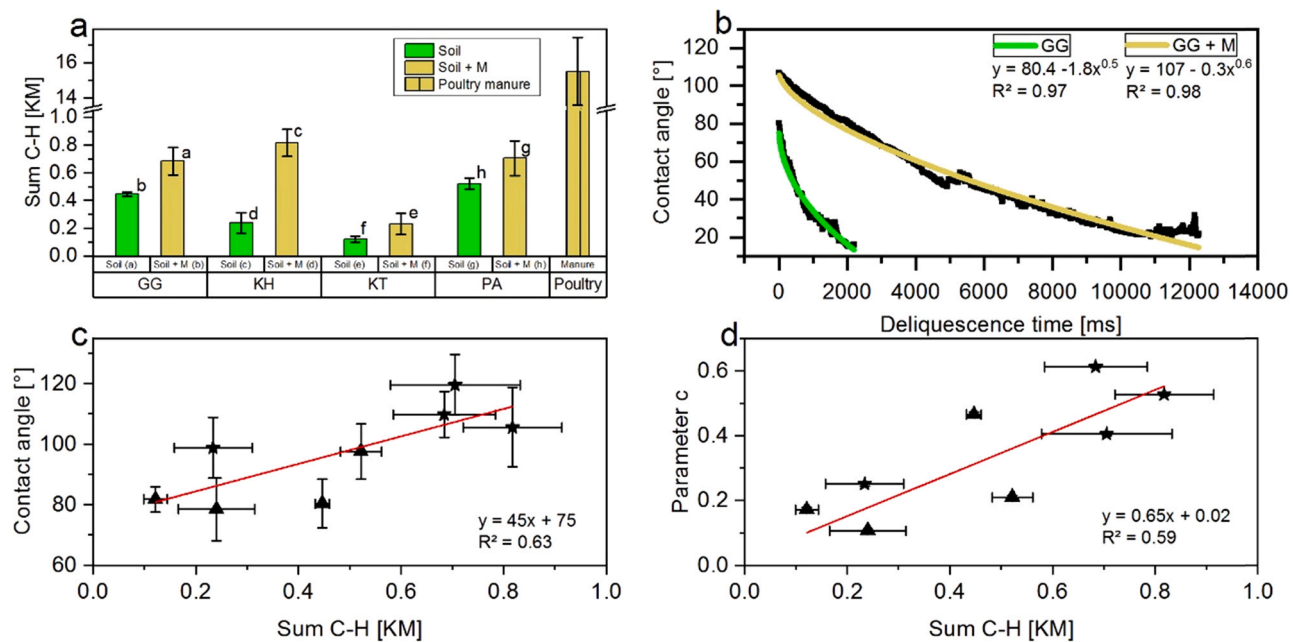 a
Sum C-H [KM]
16
15
1.0
0.8
0.6
0.4
0.2
0.0
Soil
Soil + M
Poultry manure
b
a
d
c
f
e
h
g
Soil (a) Soil + M (b) Soil (c) Soil + M (d) Soil (e) Soil + M (f) Soil (g) Soil + M (h) Manure
GG KH KT PA Poultry
b
Contact angle [°]
120
100
80
60
40
20
GG GG + M
y = 80.4 -1.8x^0.5 y = 107 - 0.3x^0.6
R² = 0.97 R² = 0.98
0 2000 4000 6000 8000 10000 12000 14000
Deliquescence time [ms]
c
Contact angle [°]
120
100
80
60
y = 45x + 75
R² = 0.63
0.0 0.2 0.4 0.6 0.8 1.0
Sum C-H [KM]
d
Parameter c
0.6
0.4
0.2
0.0
y = 0.65x + 0.02
R² = 0.59
0.0 0.2 0.4 0.6 0.8 1.0
Sum C-H [KM]